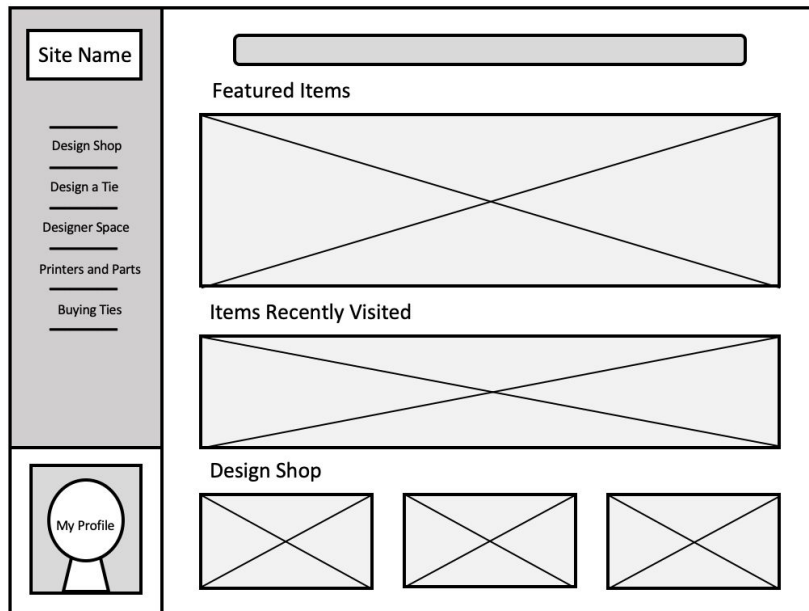 Site Name
Design Shop
Design a Tie
Designer Space
Printers and Parts
Buying Ties
My Profile
Featured Items
Items Recently Visited
Design Shop